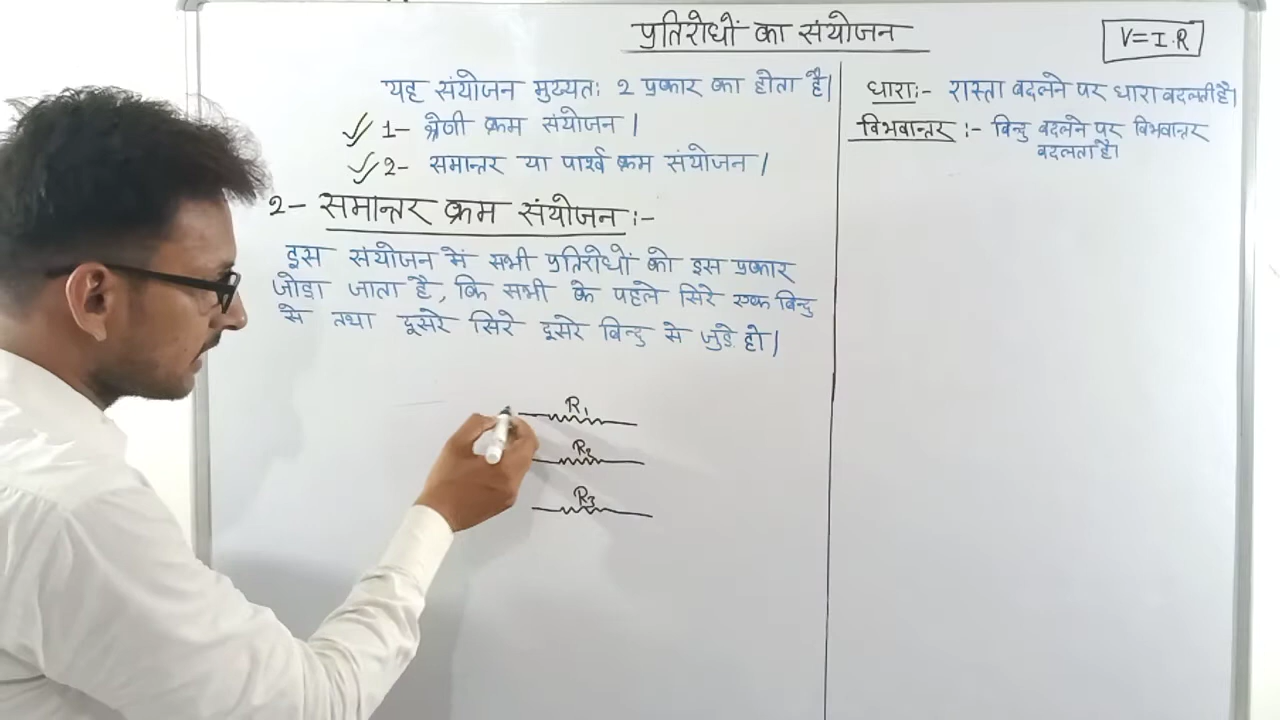 प्रतिरोधों का संयोजन
V=I.R
यह संयोजन मुख्यतः 2 प्रकार का होता है।
1- श्रेणी क्रम संयोजन।
2- समान्तर या पार्श्व क्रम संयोजन।
2- समान्तर क्रम संयोजन :-
इस संयोजन में सभी प्रतिरोधों को इस प्रकार
जोड़ा जाता है, कि सभी के पहले सिरे एक बिन्दु
से तथा दूसरे सिरे दूसरे बिन्दु से जुड़े हो।
R₁
R₂
R₃
धारा:- रास्ता बदलने पर धारा बदलती है।
विभवान्तर :- बिन्दु बदलने पर विभवान्तर
बदलता है।